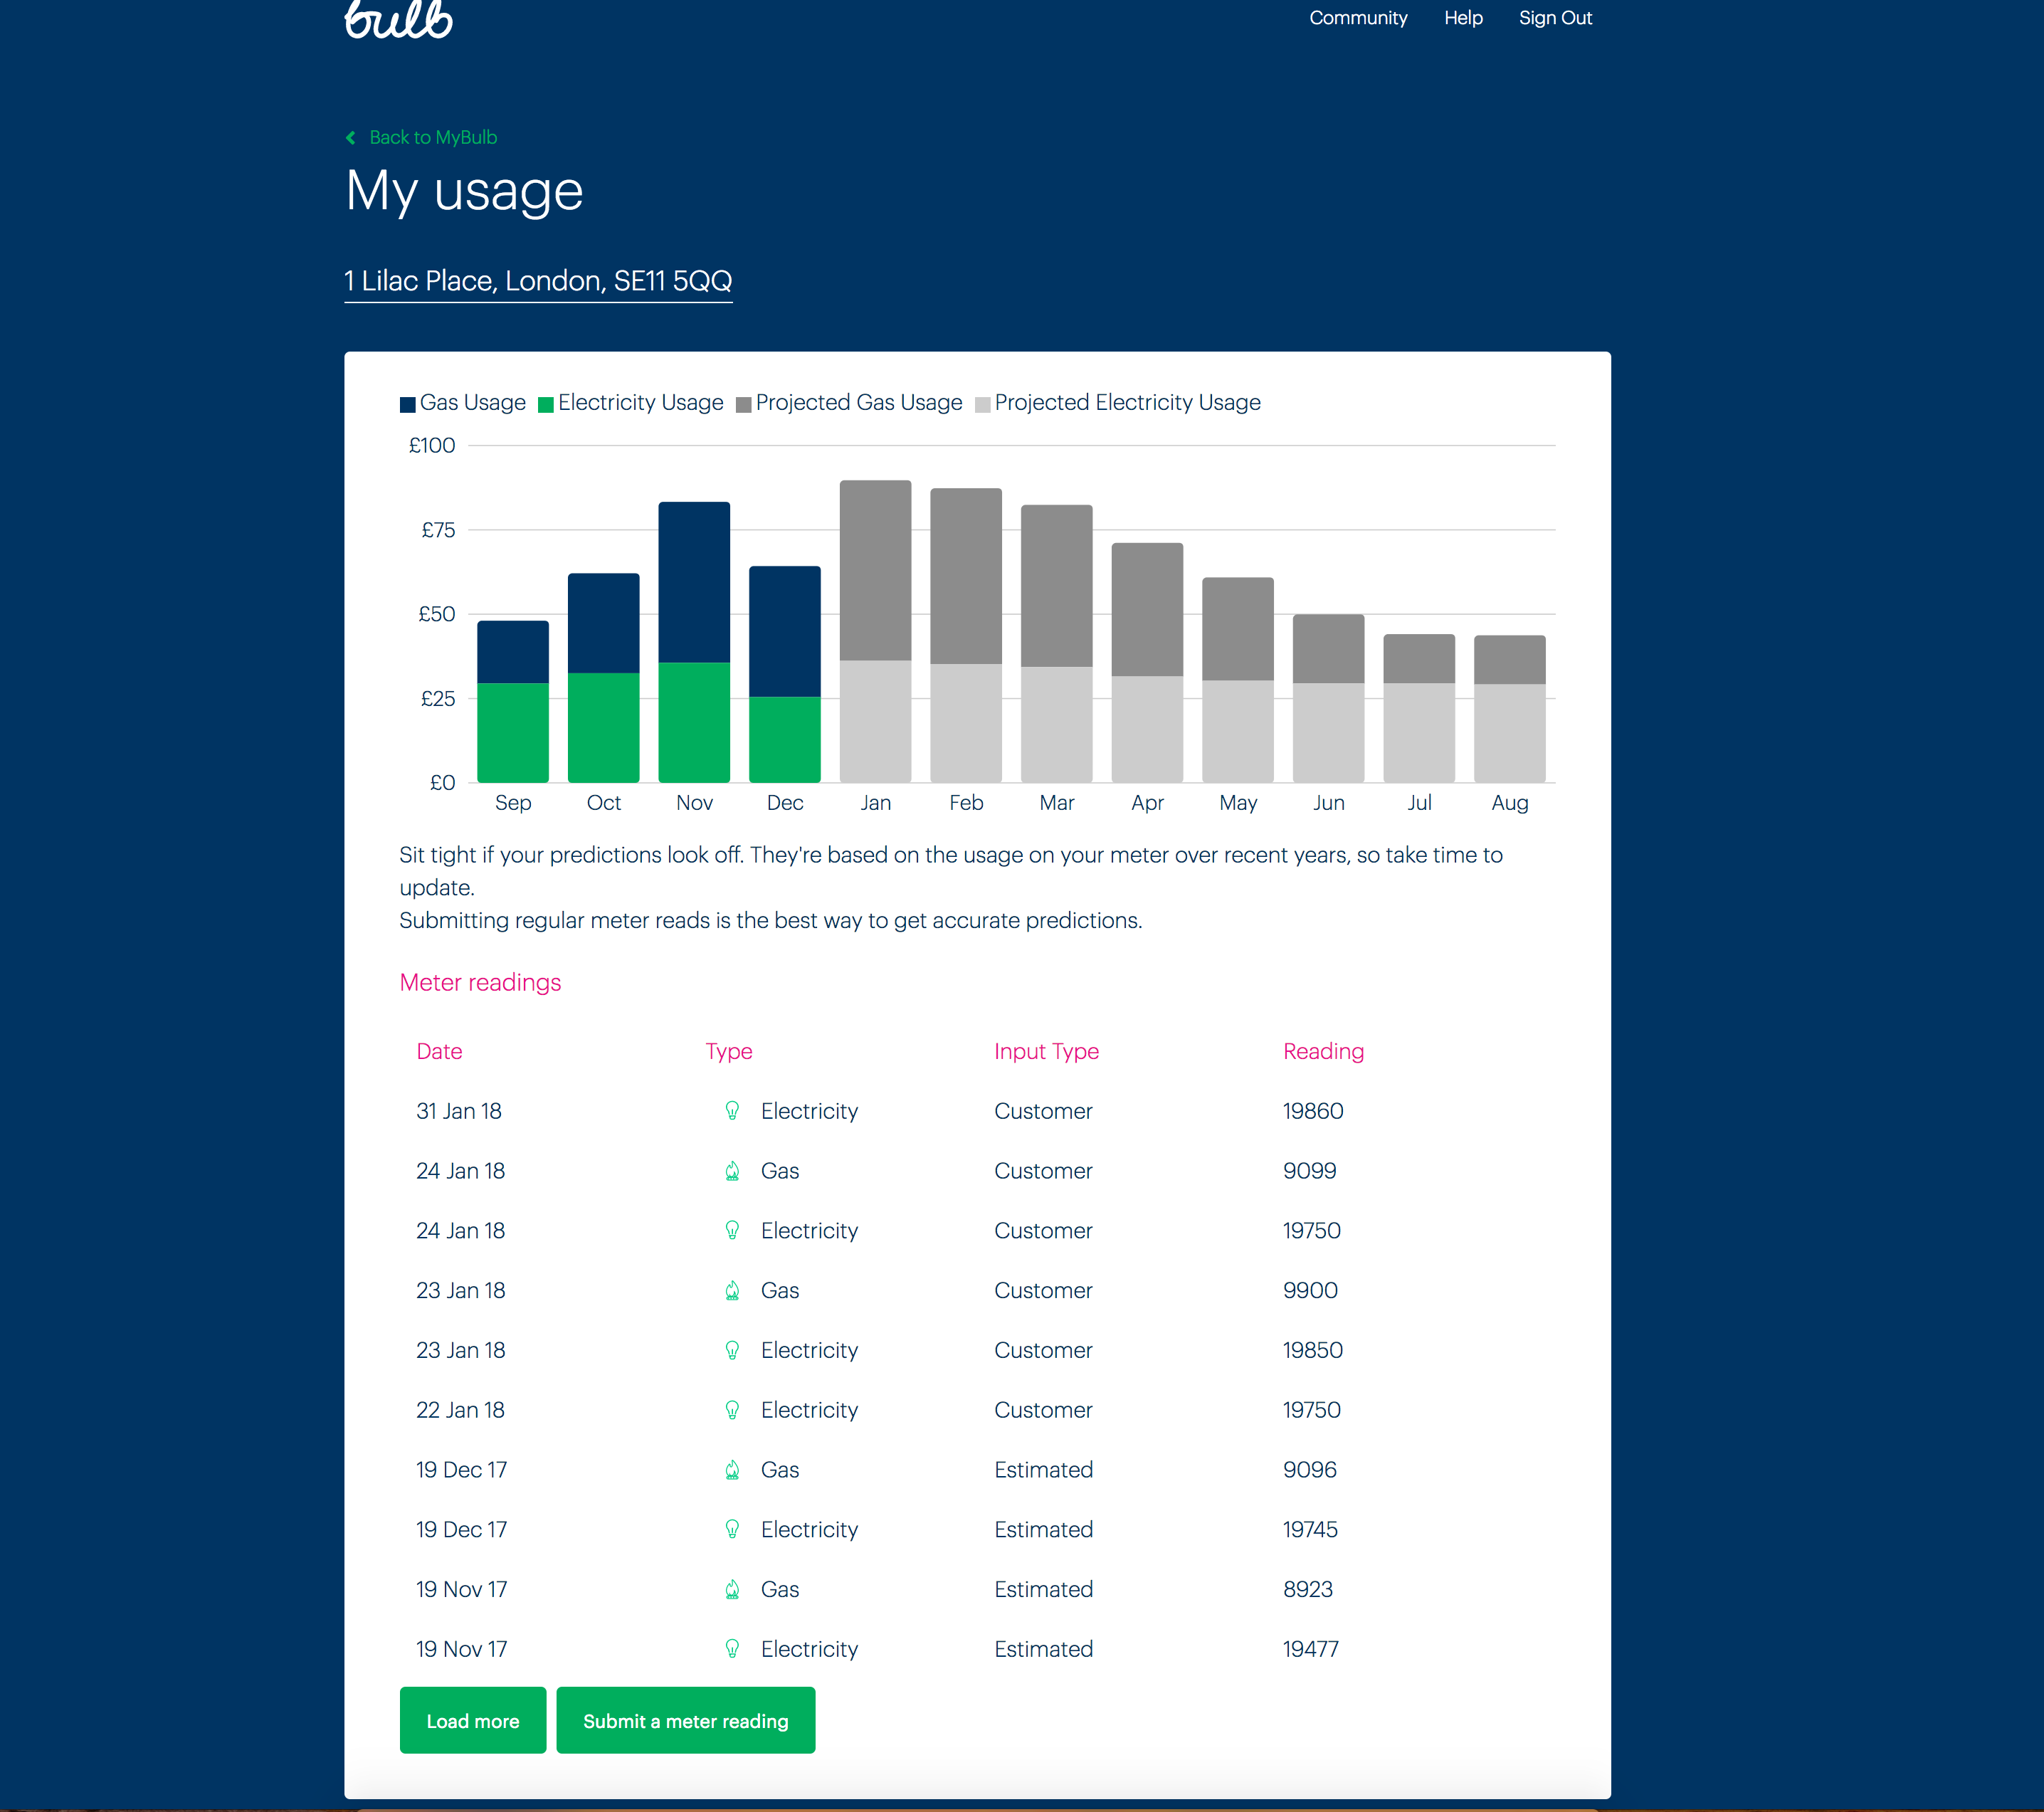 bulb
Community Help Sign Out
Back to MyBulb
My usage
1 Lilac Place, London, SE11 5QQ
Gas Usage Electricity Usage Projected Gas Usage Projected Electricity Usage
£100
£75
£50
£25
£0
Sep Oct Nov Dec Jan Feb Mar Apr May Jun Jul Aug
Sit tight if your predictions look off. They're based on the usage on your meter over recent years, so take time to
update.
Submitting regular meter reads is the best way to get accurate predictions.
Meter readings
Date Type Input Type Reading
31 Jan 18 Electricity Customer 19860
24 Jan 18 Gas Customer 9099
24 Jan 18 Electricity Customer 19750
23 Jan 18 Gas Customer 9900
23 Jan 18 Electricity Customer 19850
22 Jan 18 Electricity Customer 19750
19 Dec 17 Gas Estimated 9096
19 Dec 17 Electricity Estimated 19745
19 Nov 17 Gas Estimated 8923
19 Nov 17 Electricity Estimated 19477
Load more Submit a meter reading